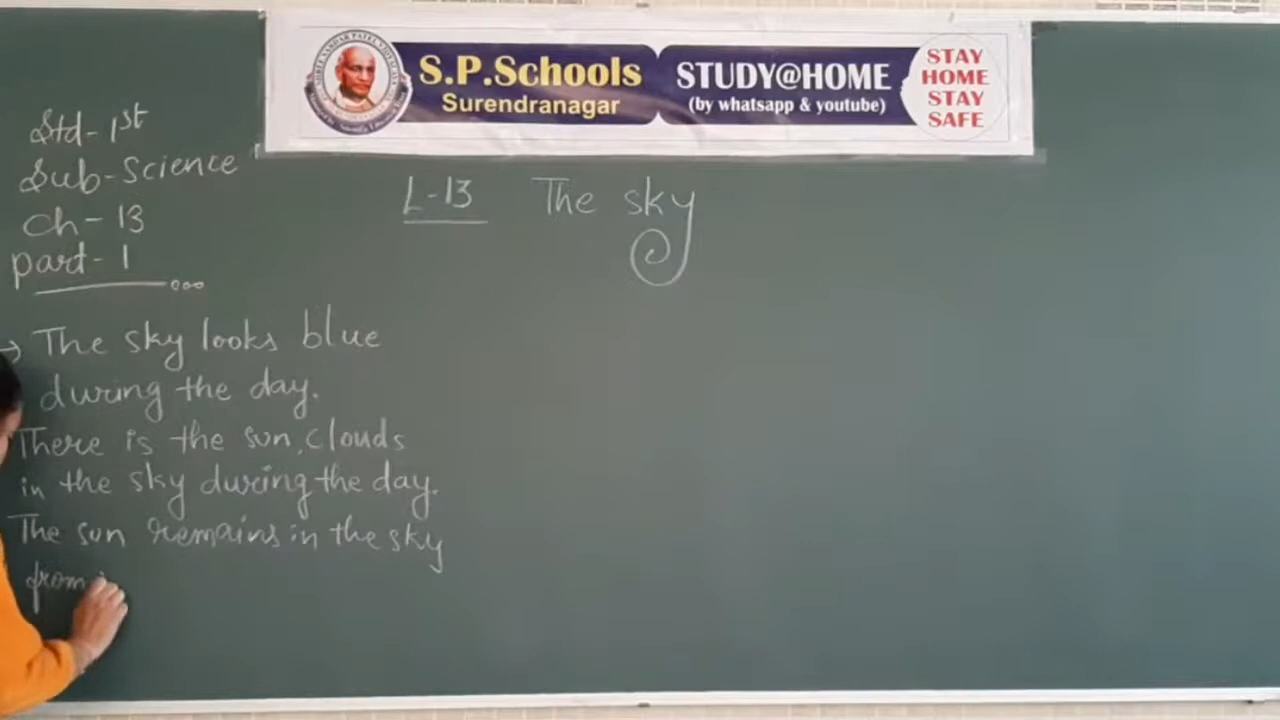 S.P.Schools
Surendranagar
STUDY@HOME
(by whatsapp & youtube)
STAY
HOME
STAY
SAFE
Std-1st
Sub-Science
Ch-13
part-1
L-13 The sky
→ The sky looks blue
during the day.
There is the sun, clouds
in the sky during the day.
The sun remains in the sky
from